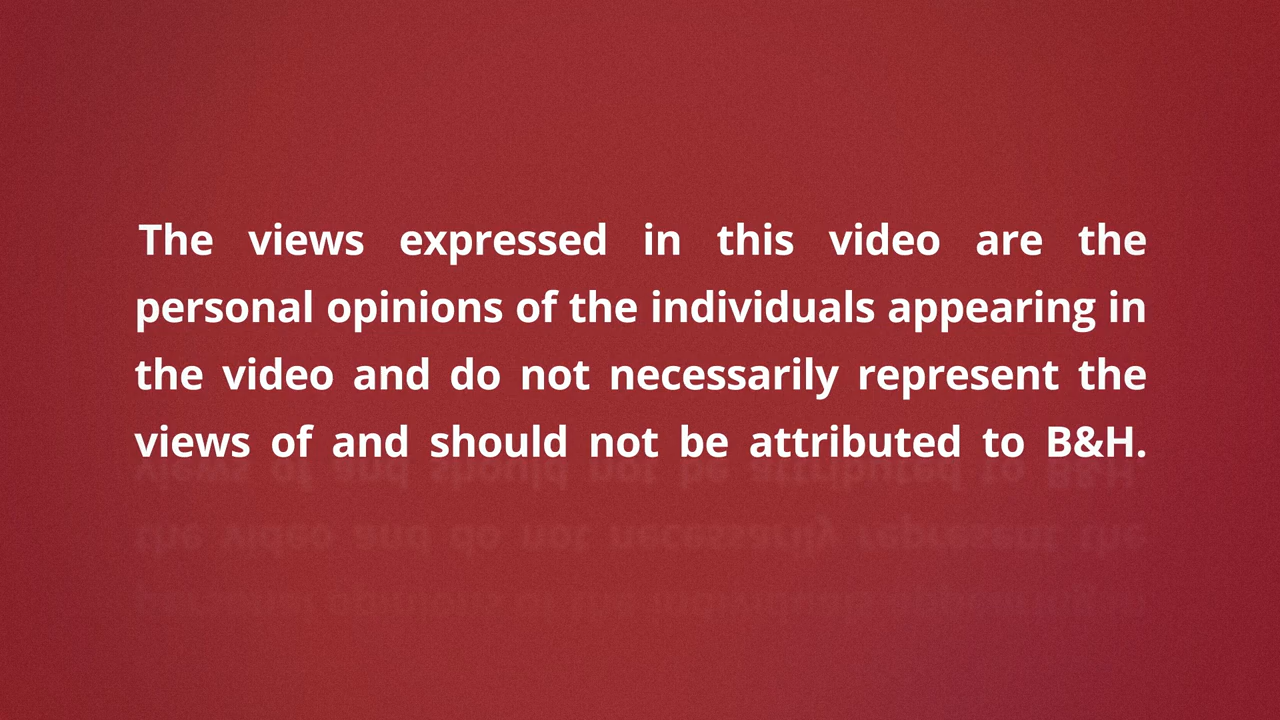 The views expressed in this video are the
personal opinions of the individuals appearing in
the video and do not necessarily represent the
views of and should not be attributed to B&H.